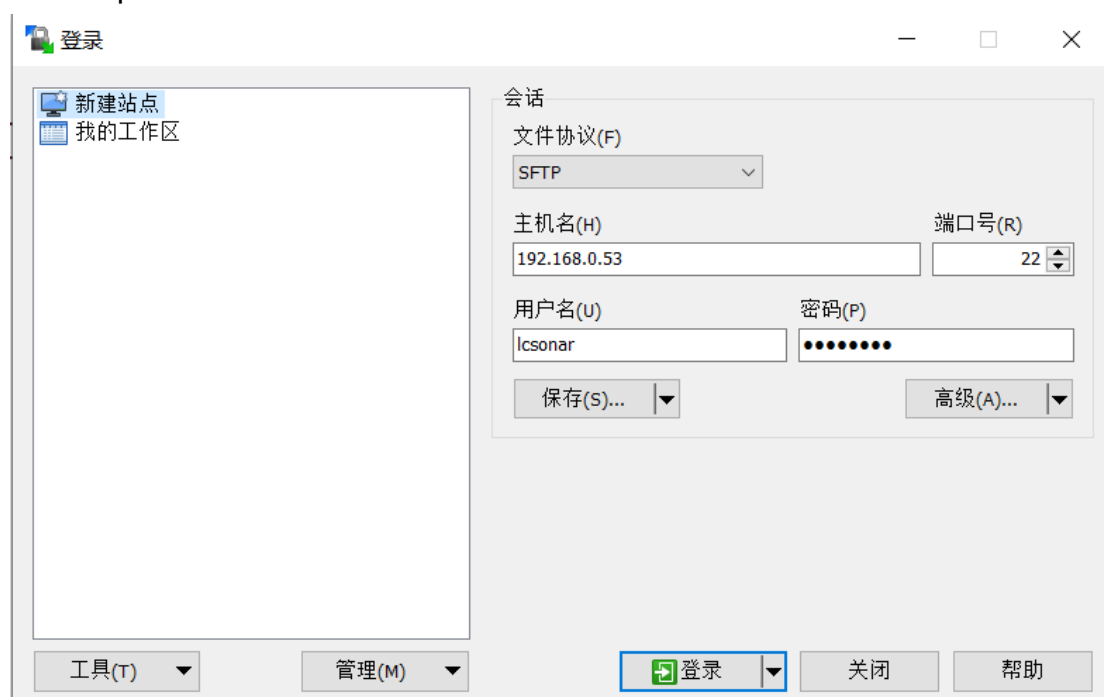 登录
新建站点
我的工作区
会话
文件协议(F)
SFTP
主机名(H) 端口号(R)
192.168.0.53 22
用户名(U) 密码(P)
lcsonar ••••••••
保存(S)... 高级(A)...
工具(T) 管理(M) 登录 关闭 帮助